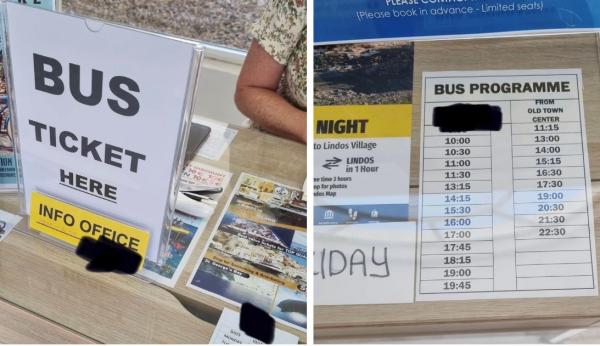 BUS
TICKET
HERE
INFO OFFICE
(Please book in advance - Limited seats)
NIGHT
to Lindos Village
LINDOS
in 1 Hour
BUS PROGRAMME
FROM
OLD TOWN
CENTER
10:00
10:30
11:00
11:30
13:15
14:15
15:30
16:00
17:00
17:45
18:15
19:00
19:45
11:15
13:00
14:00
15:15
16:30
17:30
19:00
20:30
21:30
22:30